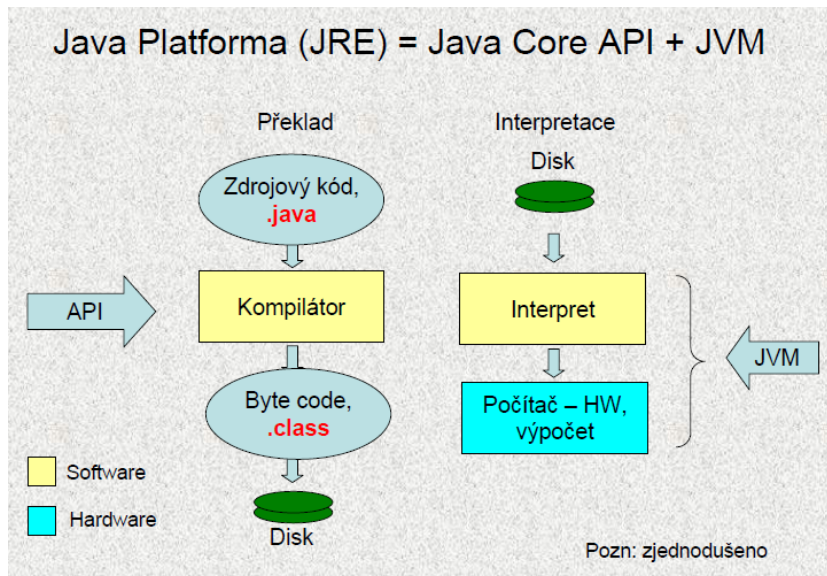 Java Platforma (JRE) = Java Core API + JVM
Překlad
Interpretace
Zdrojový kód,
.java
Disk
API
Kompilátor
Interpret
JVM
Byte code,
.class
Počítač – HW,
výpočet
Software
Hardware
Disk
Pozn: zjednodušeno